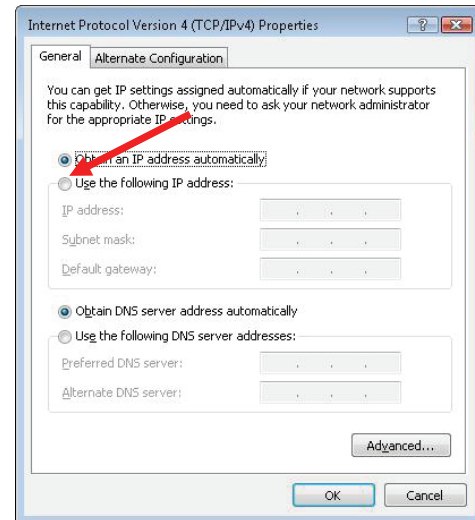 Internet Protocol Version 4 (TCP/IPv4) Properties
General
Alternate Configuration
You can get IP settings assigned automatically if your network supports
this capability. Otherwise, you need to ask your network administrator
for the appropriate IP settings.
Obtain an IP address automatically
Use the following IP address:
IP address:
Subnet mask:
Default gateway:
Obtain DNS server address automatically
Use the following DNS server addresses:
Preferred DNS server:
Alternate DNS server:
Advanced...
OK
Cancel